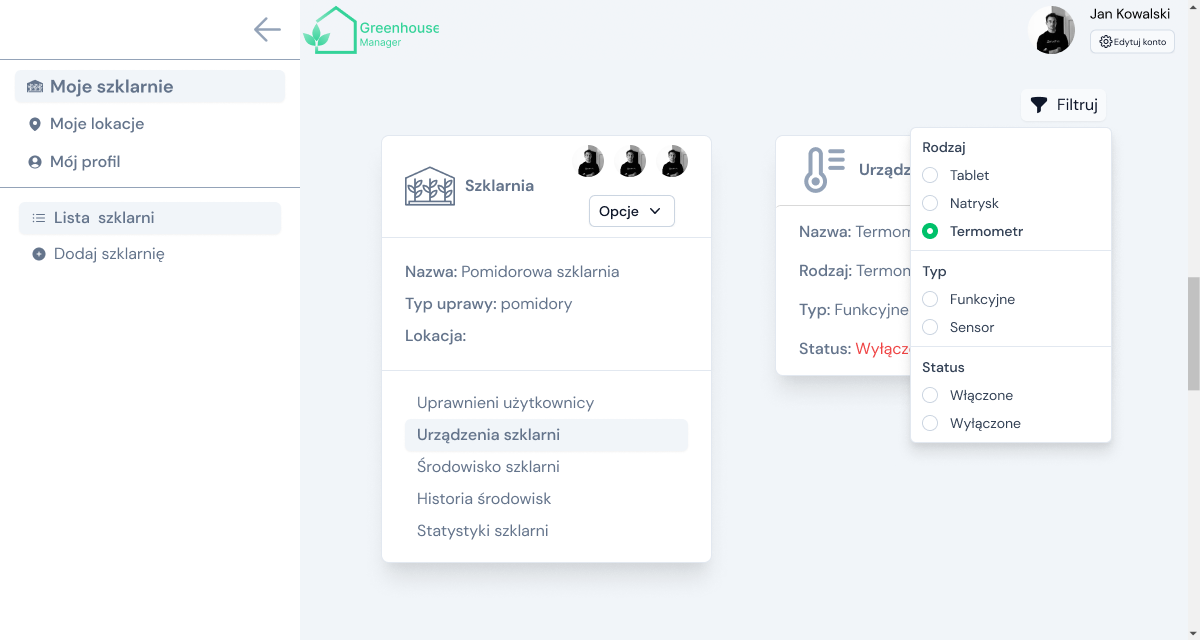 Greenhouse
Manager
Jan Kowalski
Edytuj konto
Moje szklarnie
Moje lokacje
Mój profil
Lista szklarni
Dodaj szklarnię
Filtruj
Szklarnia
Opcje
Nazwa: Pomidorowa szklarnia
Typ uprawy: pomidory
Lokacja:
Uprawnieni użytkownicy
Urządzenia szklarni
Środowisko szklarni
Historia środowisk
Statystyki szklarni
Urządz
Nazwa: Termom
Rodzaj: Termom
Typ: Funkcyjne
Status: Wyłącz
Rodzaj
Tablet
Natrysk
Termometr
Typ
Funkcyjne
Sensor
Status
Włączone
Wyłączone